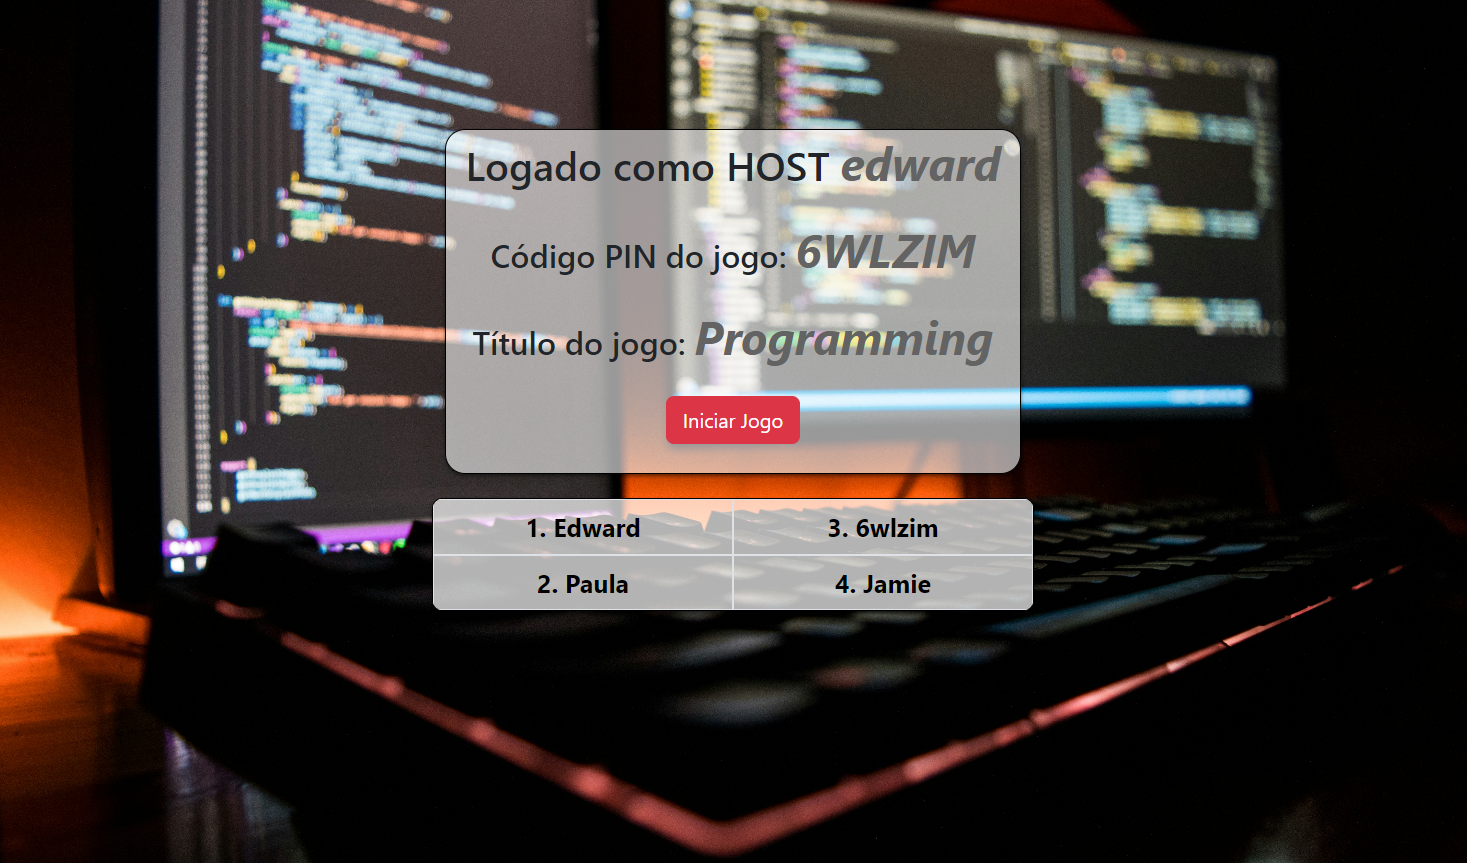 Logado como HOST edward
Código PIN do jogo: 6WLZIM
Título do jogo: Programming
Iniciar Jogo
1. Edward
3. 6wlzim
2. Paula
4. Jamie